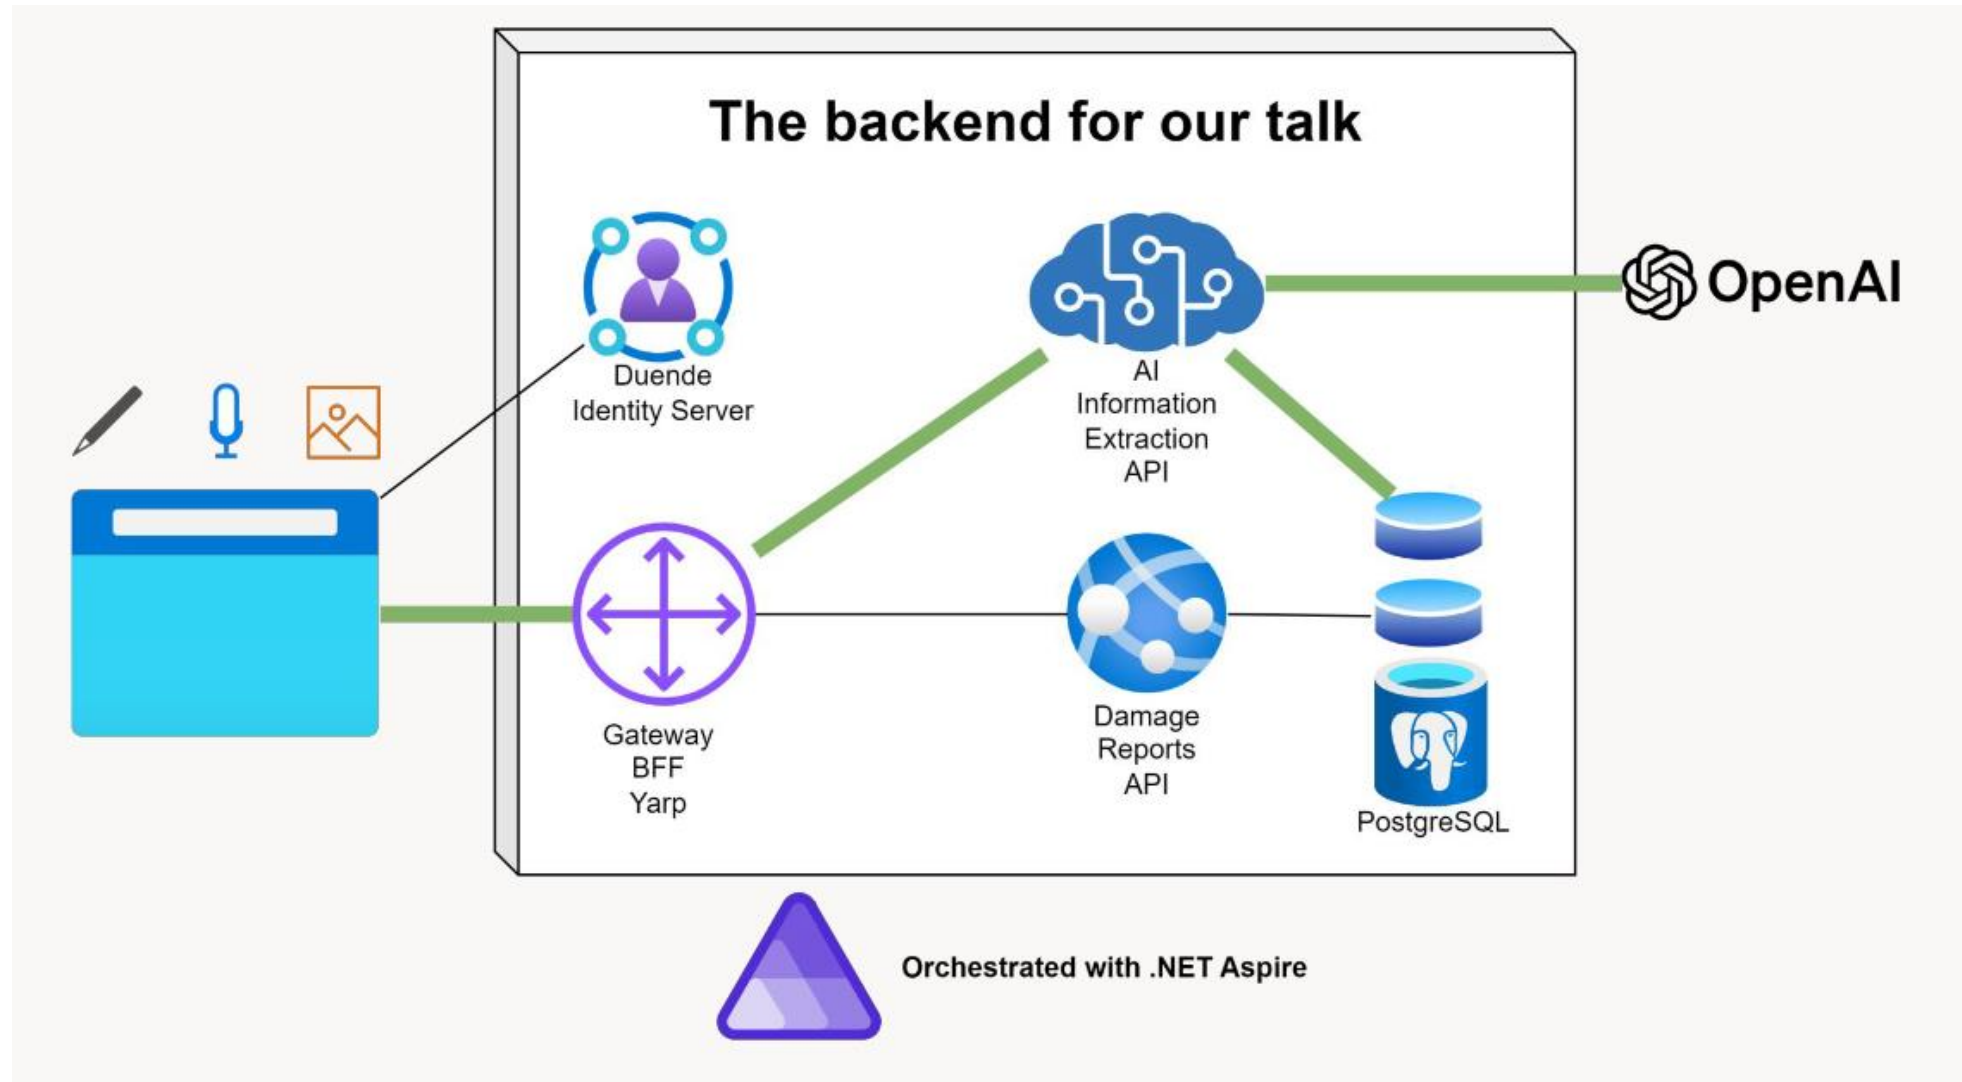 The backend for our talk
Duende
Identity Server
AI
Information
Extraction
API
OpenAI
Gateway
BFF
Yarp
Damage
Reports
API
PostgreSQL
Orchestrated with .NET Aspire